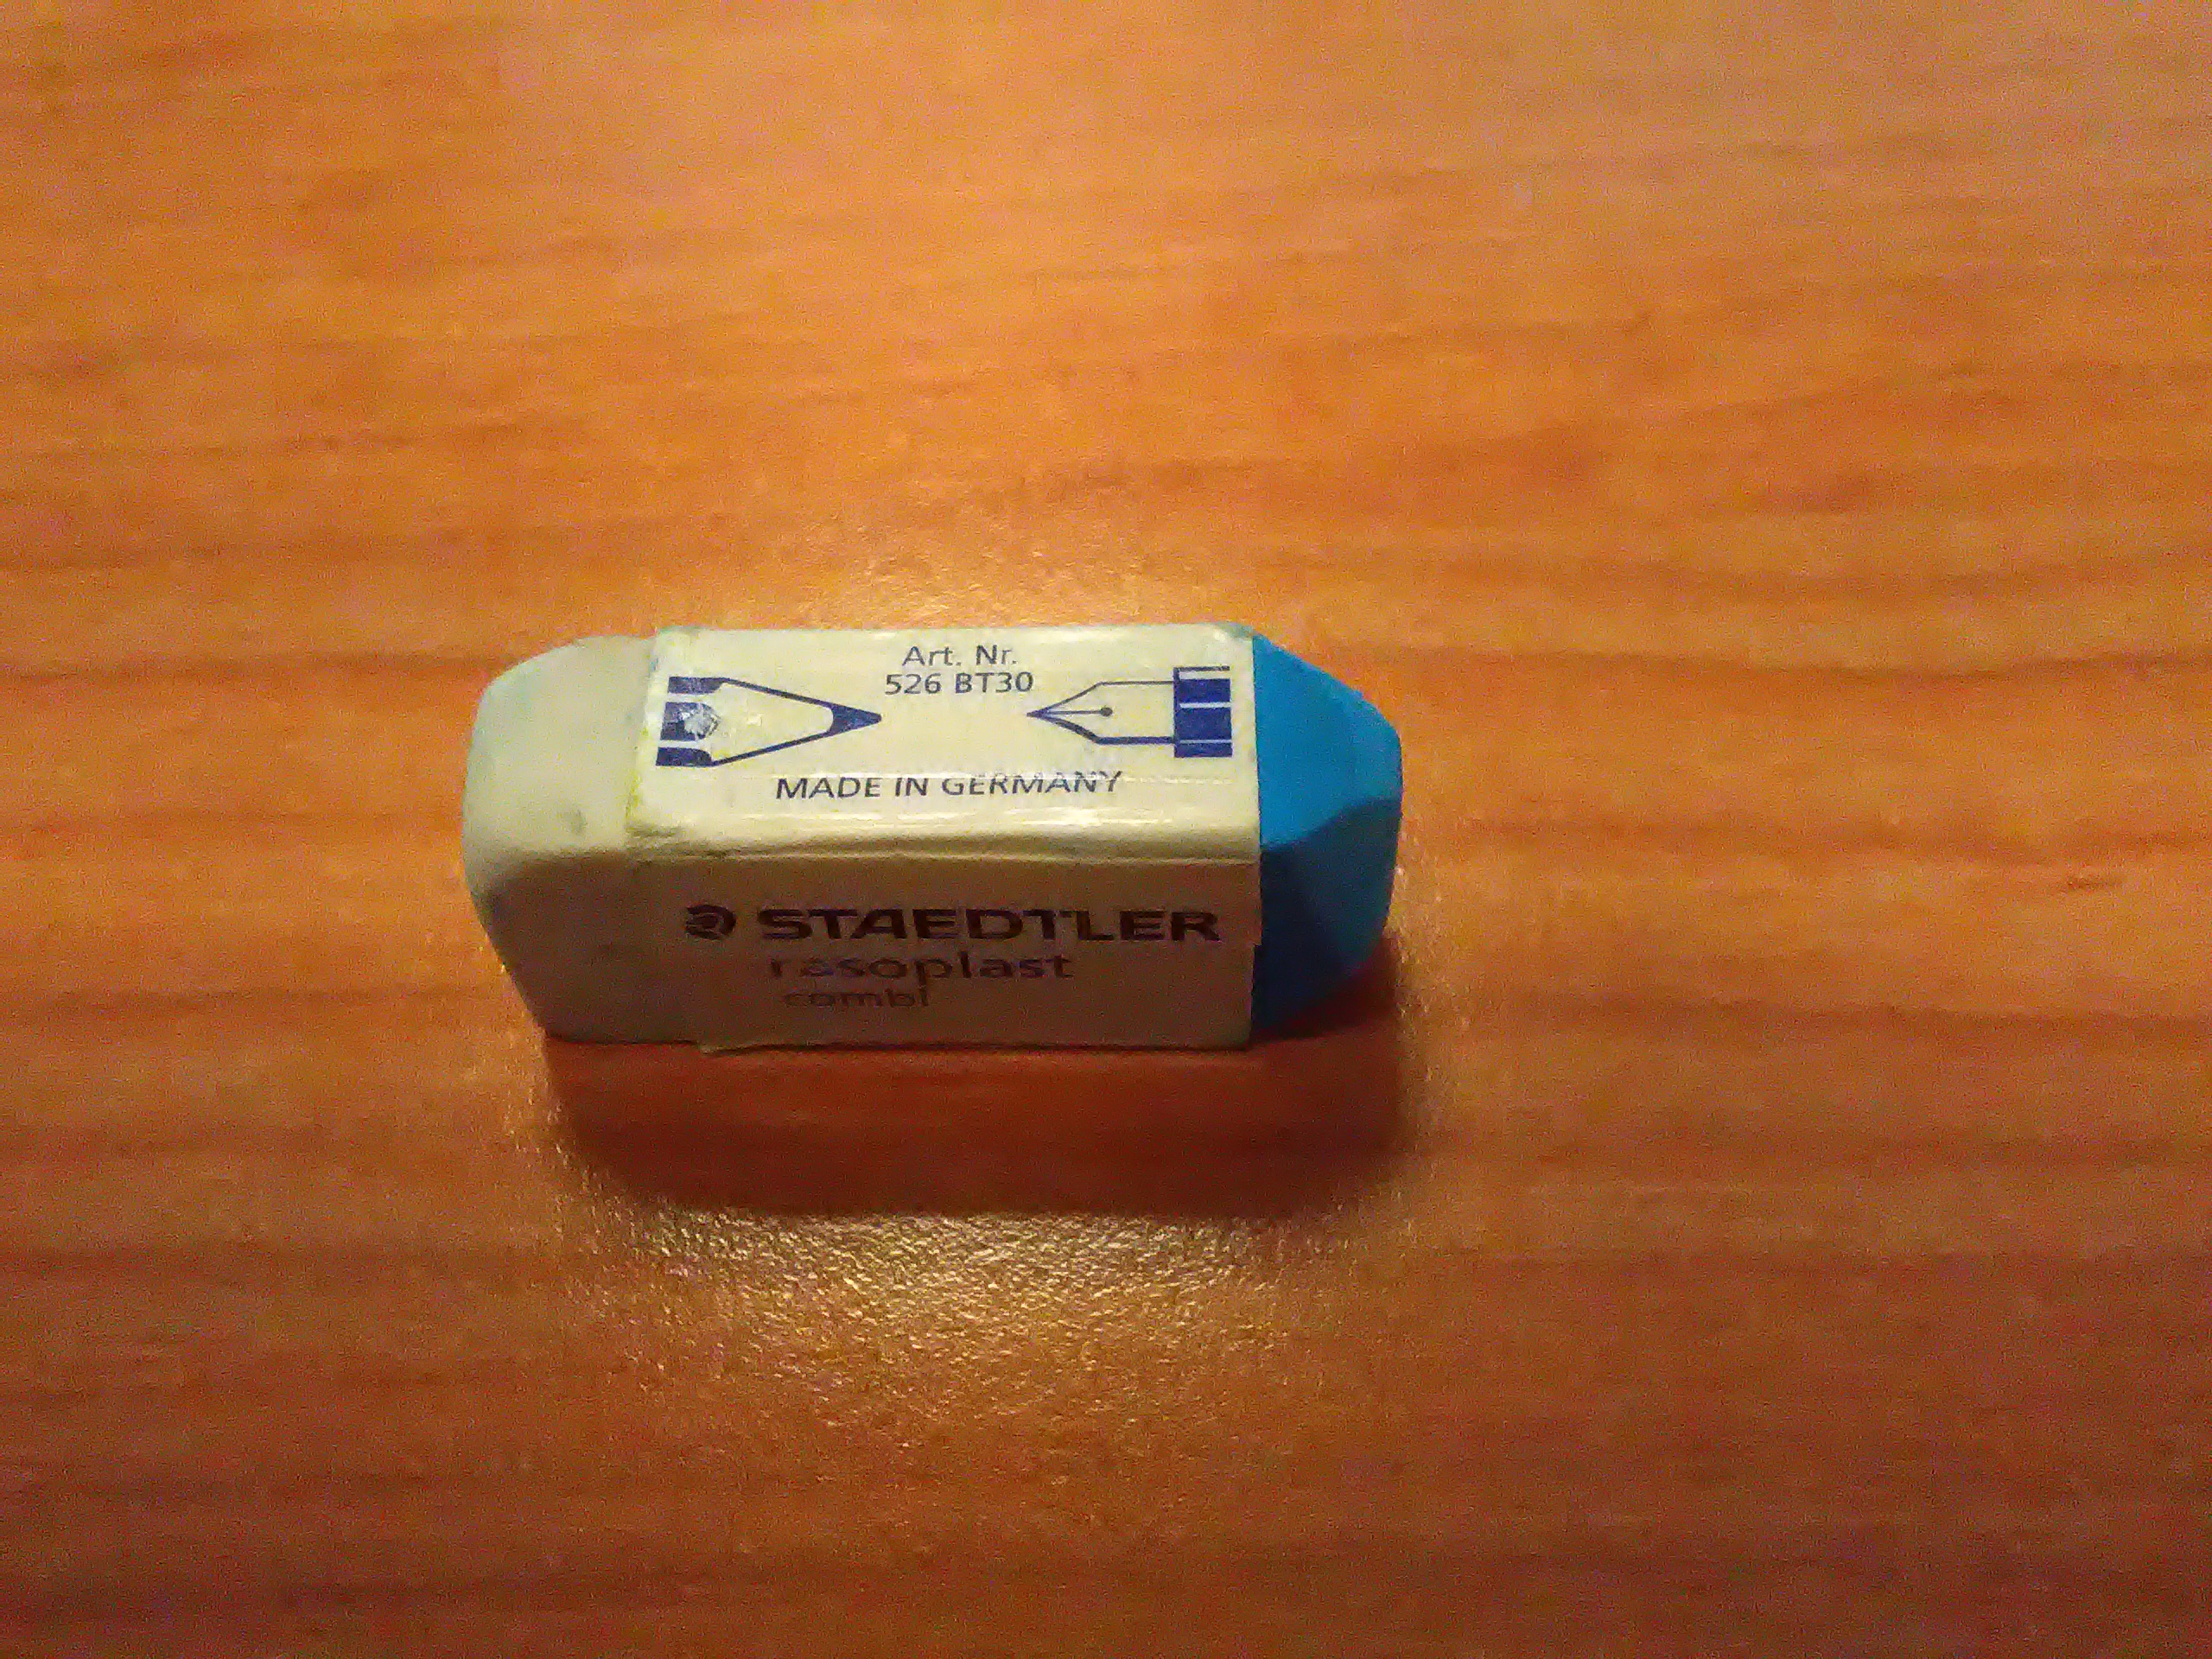 Art. Nr.
526 BT30
MADE IN GERMANY
STAEDTLER
rasoplast
combi